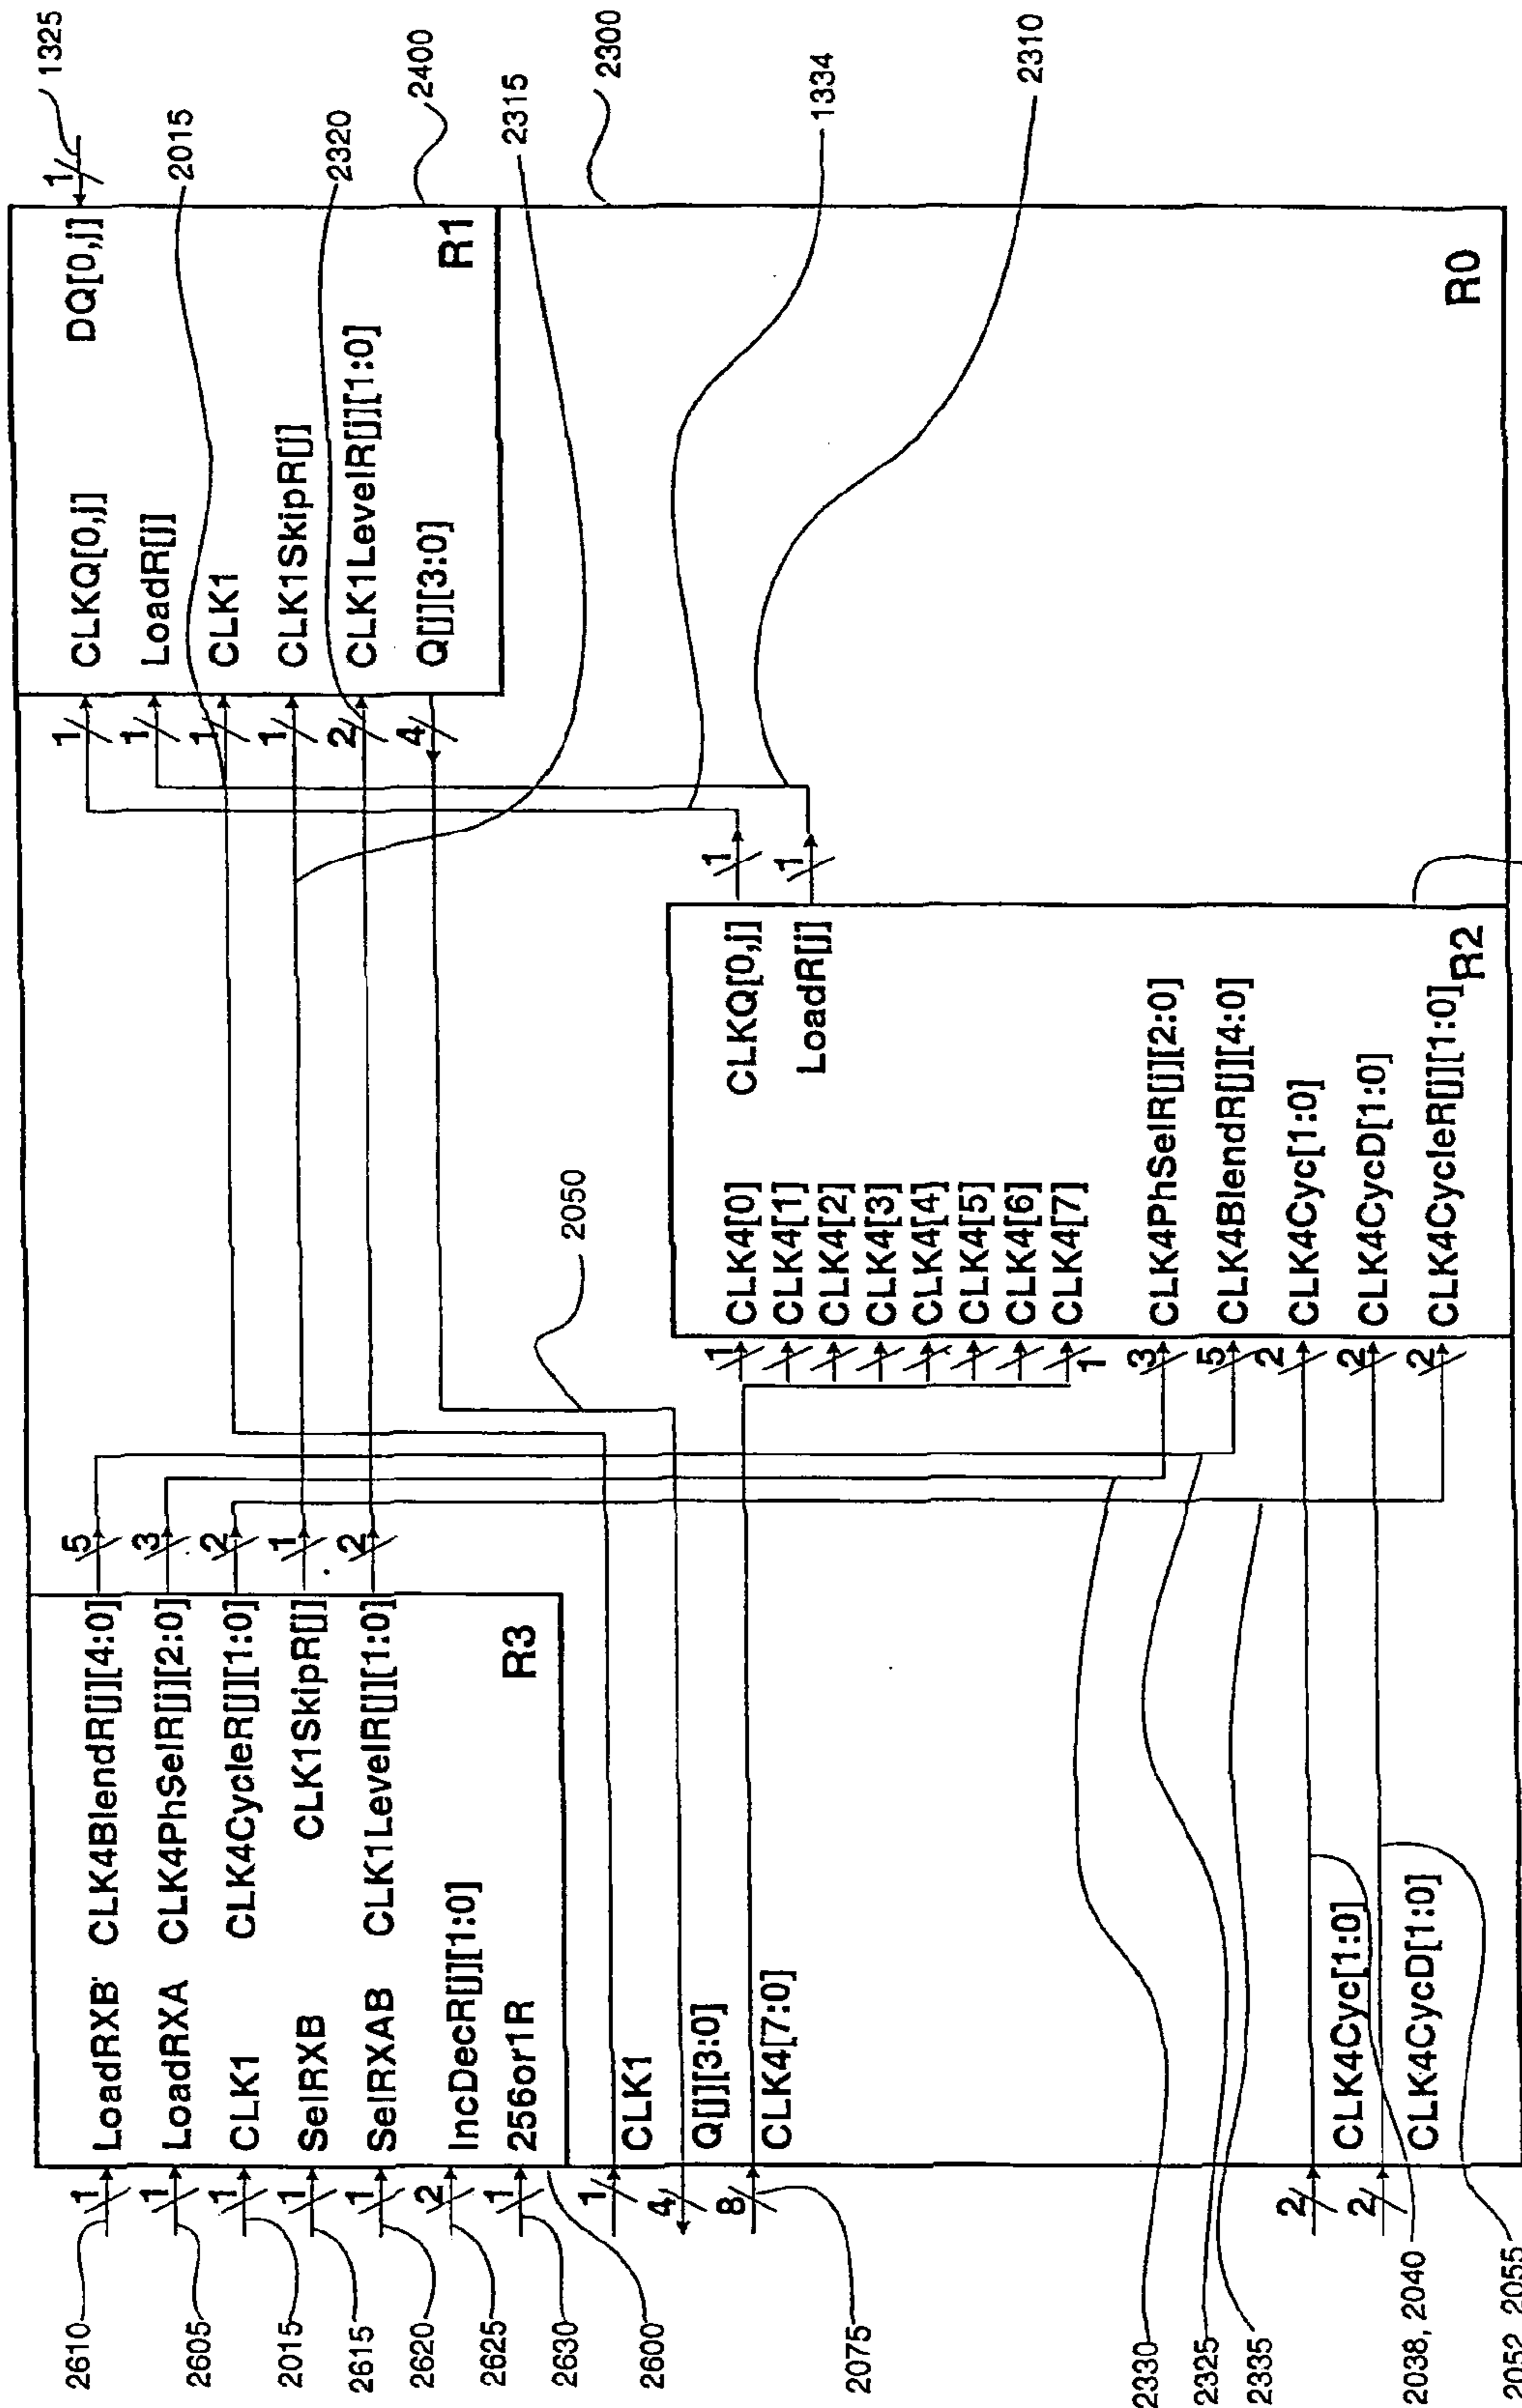 2610
2605
2015
2615
2620
2625
2630
2600
2075
2330
2325
2335
2038, 2040
2052, 2055
1
1
1
1
1
2
1
1
4
8
2
2
LoadRXB CLK4BlendR[j][4:0]
LoadRXA CLK4PhSelR[j][2:0]
CLK1 CLK4CycleR[j][1:0]
SelRXB CLK1SkipR[j]
SelRXAB CLK1LevelR[j][1:0]
IncDecR[j][1:0]
256or1R
R3
CLK1
Q[j][3:0]
CLK4[7:0]
CLK4Cyc[1:0]
CLK4CycD[1:0]
5
3
2
1
2
2050
1
1
3
5
2
2
2
CLK4[0] CLKQ[0,j]
CLK4[1] LoadR[j]
CLK4[2]
CLK4[3]
CLK4[4]
CLK4[5]
CLK4[6]
CLK4[7]
CLK4PhSelR[j][2:0]
CLK4BlendR[j][4:0]
CLK4Cyc[1:0]
CLK4CycD[1:0]
CLK4CycleR[j][1:0]
R2
1
1
1
1
1
1
2
4
CLKQ[0,j] DQ[0,j]
LoadR[j]
CLK1
CLK1SkipR[j]
CLK1LevelR[j][1:0]
Q[j][3:0]
R1
R0
1
1325
2015
2320
2400
2315
2300
1334
2310